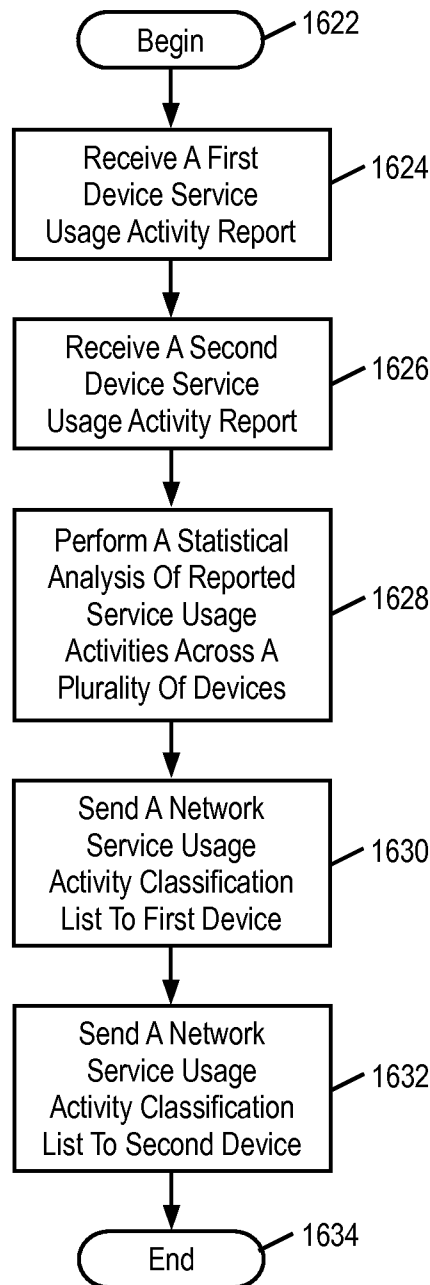 Begin
1622
Receive A First
Device Service
Usage Activity Report
1624
Receive A Second
Device Service
Usage Activity Report
1626
Perform A Statistical
Analysis Of Reported
Service Usage
Activities Across A
Plurality Of Devices
1628
Send A Network
Service Usage
Activity Classification
List To First Device
1630
Send A Network
Service Usage
Activity Classification
List To Second Device
1632
End
1634